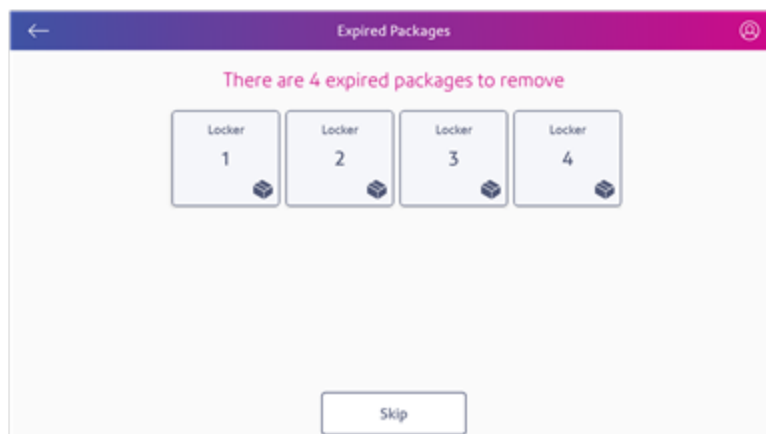 Expired Packages
There are 4 expired packages to remove
Locker Locker Locker Locker
1 2 3 4
Skip